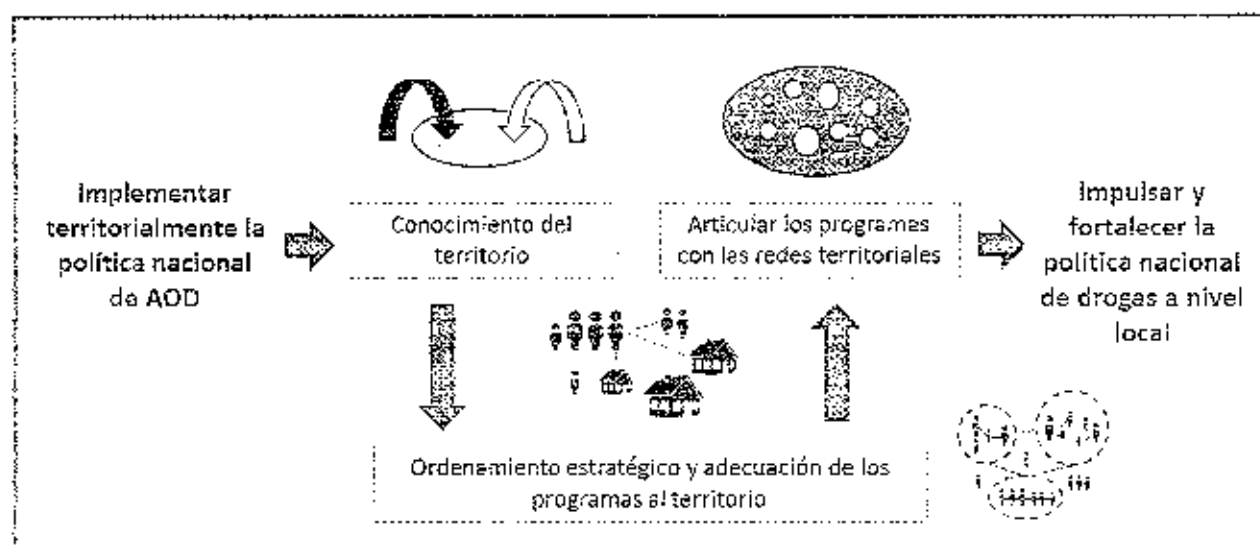 Implementar
territorialmente la
política nacional
de AOD
Conocimiento del
territorio
Articular los programes
con las redes territoriales
Impulsar y
fortalecer la
política nacional
de drogas a nivel
local
Ordenamiento estratégico y adecuación de los
programas al territorio